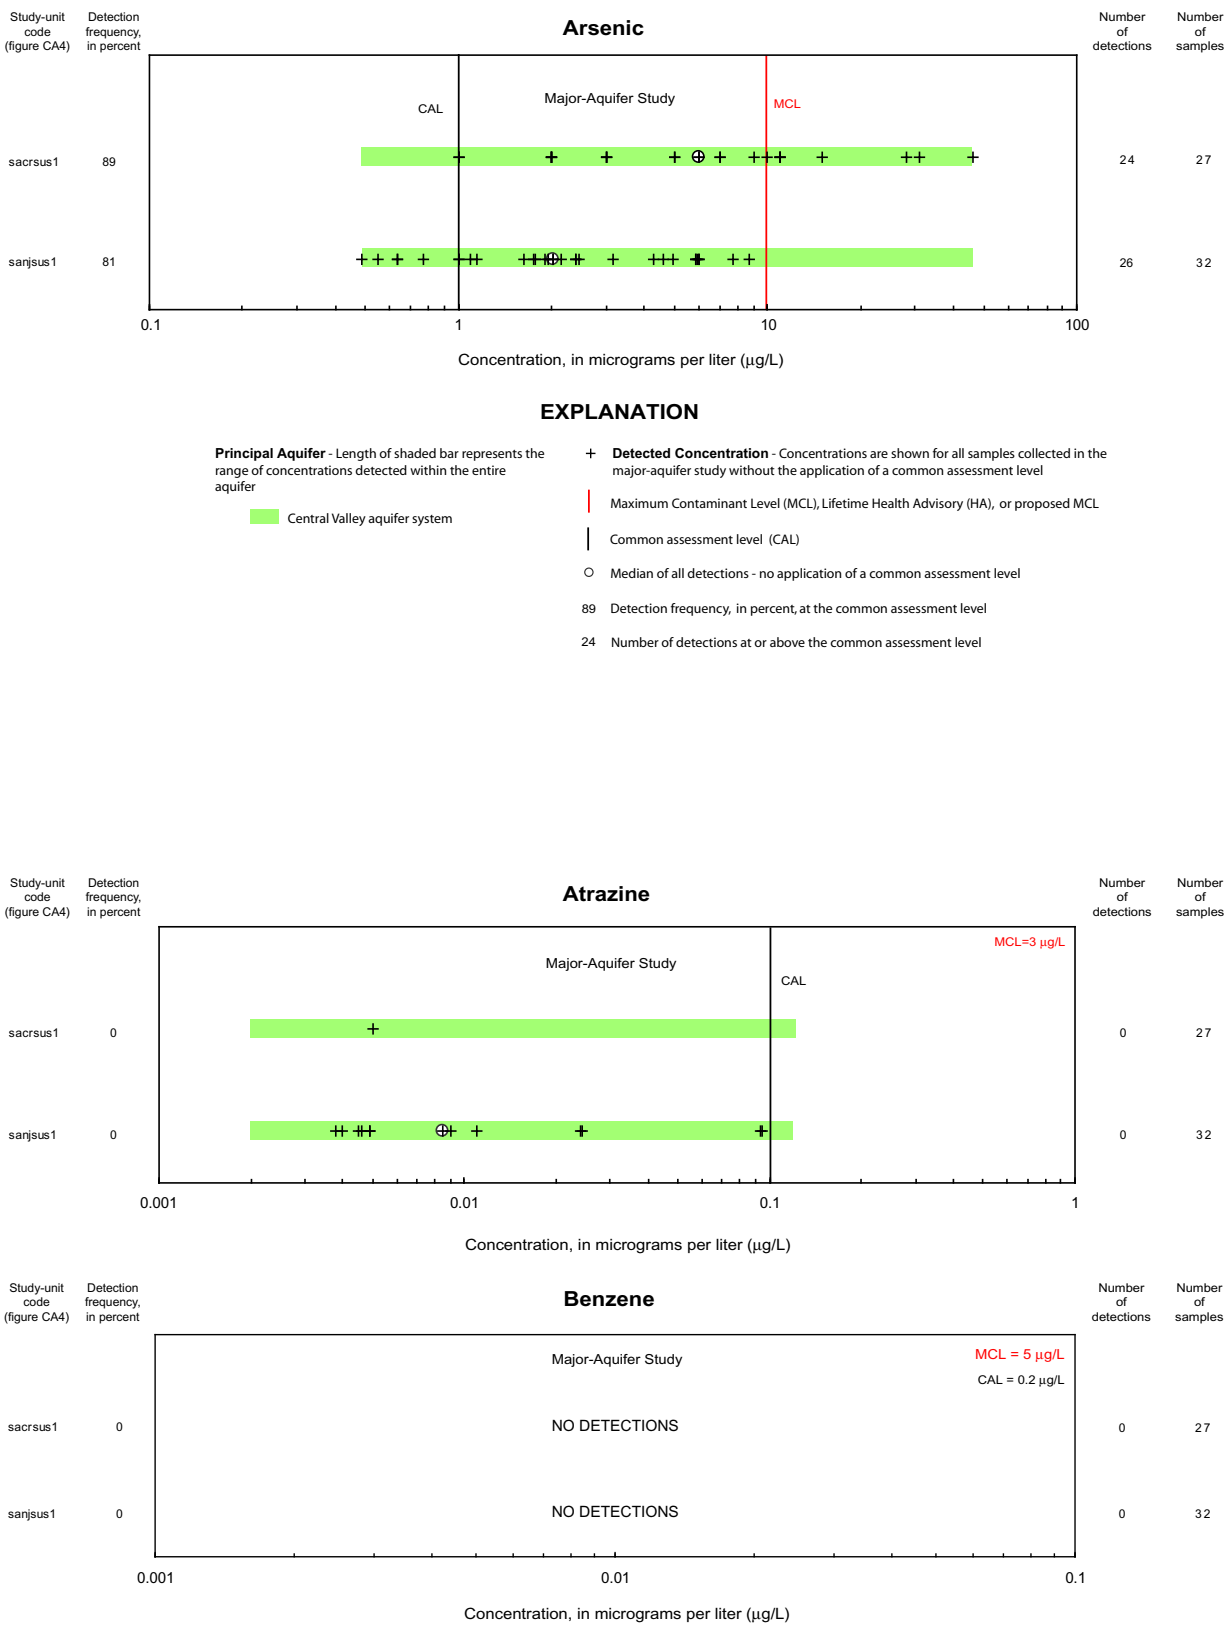 Study-unit
code
(figure CA4)
Detection
frequency,
in percent
Arsenic
Number
of
detections
Number
of
samples
CAL
Major-Aquifer Study
MCL
sacrsus1
89
24
27
sanjsus1
81
26
32
0.1
1
10
100
Concentration, in micrograms per liter (µg/L)
EXPLANATION
Principal Aquifer - Length of shaded bar represents the
range of concentrations detected within the entire
aquifer
Central Valley aquifer system
+ Detected Concentration - Concentrations are shown for all samples collected in the
major-aquifer study without the application of a common assessment level
Maximum Contaminant Level (MCL), Lifetime Health Advisory (HA), or proposed MCL
Common assessment level (CAL)
Median of all detections - no application of a common assessment level
89 Detection frequency, in percent, at the common assessment level
24 Number of detections at or above the common assessment level
Study-unit
code
(figure CA4)
Detection
frequency,
in percent
Atrazine
Number
of
detections
Number
of
samples
MCL=3 µg/L
Major-Aquifer Study
CAL
sacrsus1
0
0
27
sanjsus1
0
0
32
0.001
0.01
0.1
1
Concentration, in micrograms per liter (µg/L)
Study-unit
code
(figure CA4)
Detection
frequency,
in percent
Benzene
Number
of
detections
Number
of
samples
Major-Aquifer Study
MCL = 5 µg/L
CAL = 0.2 µg/L
sacrsus1
0
NO DETECTIONS
0
27
sanjsus1
0
NO DETECTIONS
0
32
0.001
0.01
0.1
Concentration, in micrograms per liter (µg/L)